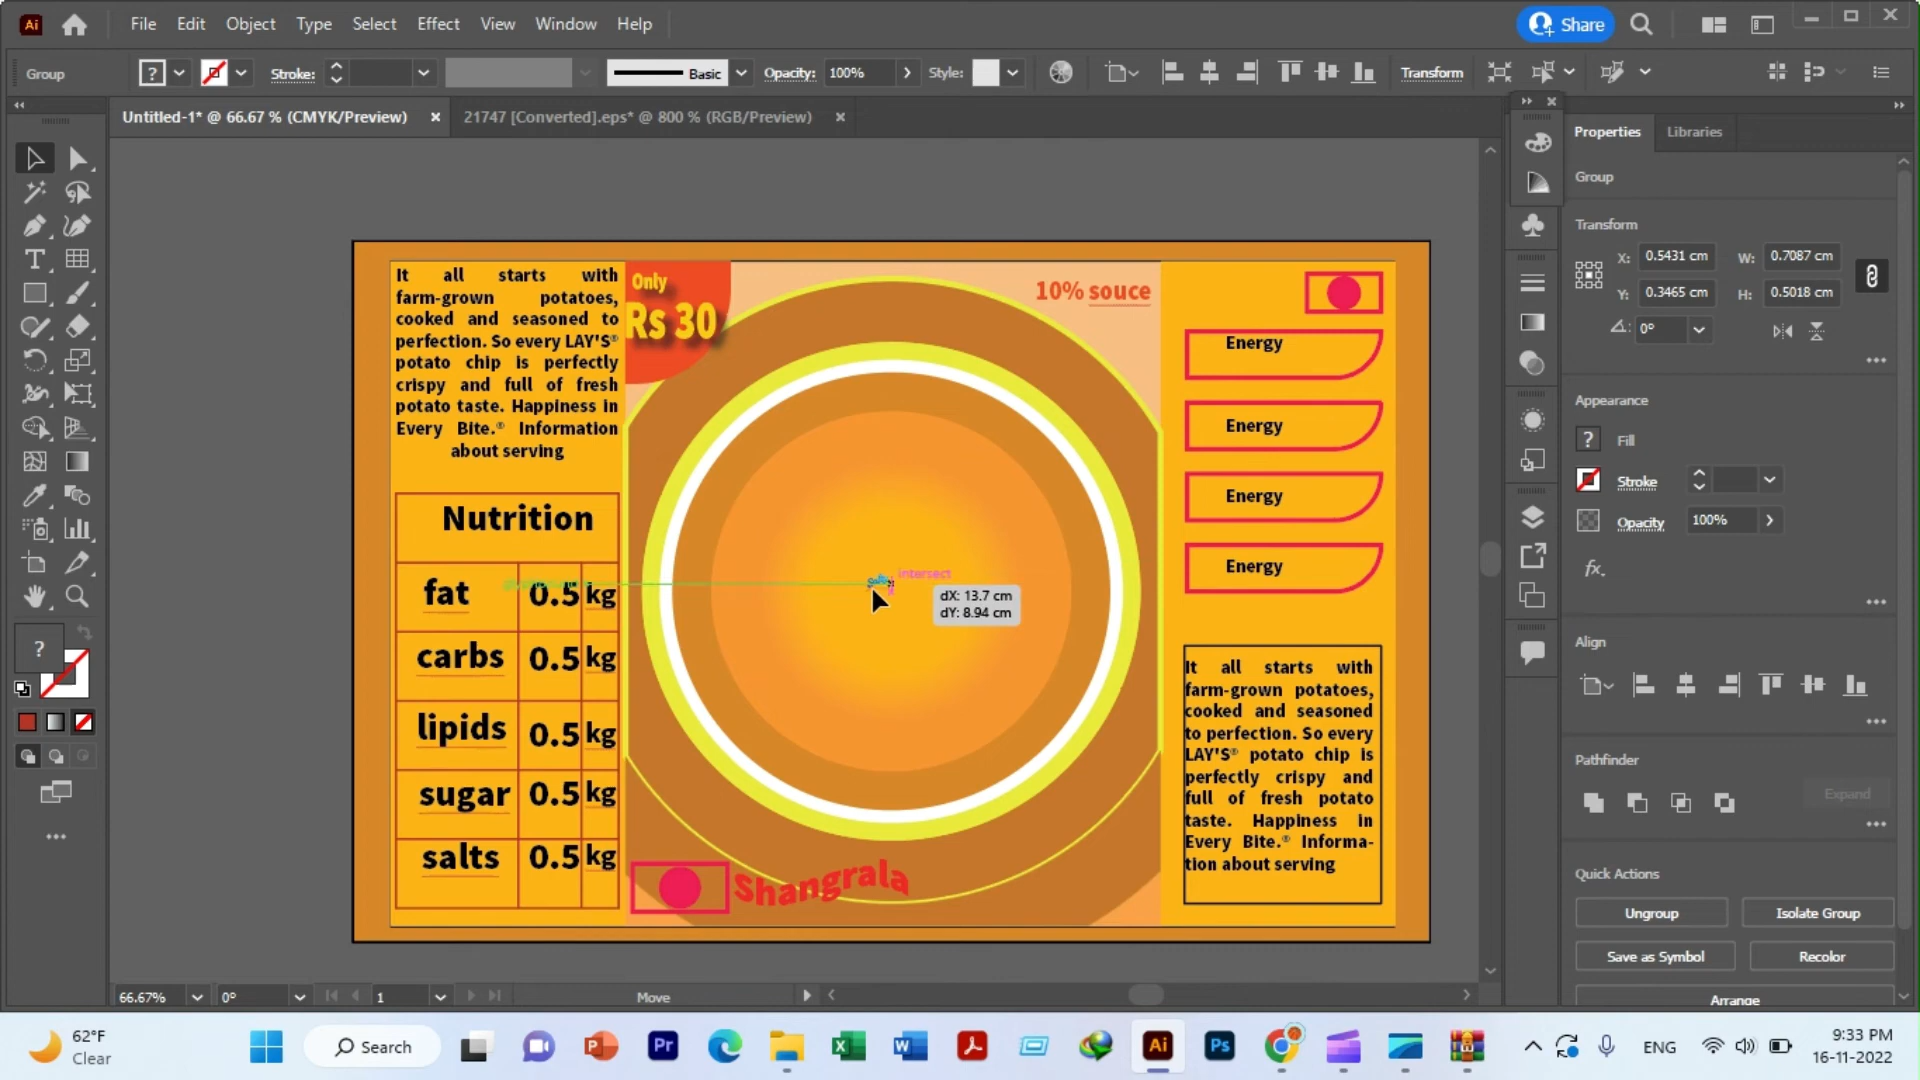 Ai File Edit Object Type Select Effect View Window Help Share
Group ? Stroke: Basic Opacity: 100% Style: Transform
Untitled-1* @ 66.67 % (CMYK/Preview) 21747 [Converted].eps* @ 800 % (RGB/Preview)
Properties Libraries
Group
Transform
X: 0.5431 cm W: 0.7087 cm
Y: 0.3465 cm H: 0.5018 cm
0°
Appearance
? Fill
Stroke
Opacity 100%
fx.
Align
Pathfinder
Expand
Quick Actions
Ungroup Isolate Group
Save as Symbol Recolor
Arrange
It all starts with
farm-grown potatoes,
cooked and seasoned to
perfection. So every LAY'S®
potato chip is perfectly
crispy and full of fresh
potato taste. Happiness in
Every Bite.® Information
about serving
Nutrition
fat 0.5 kg
carbs 0.5 kg
lipids 0.5 kg
sugar 0.5 kg
salts 0.5 kg
Only
Rs 30
10% souce
intersect
dX: 13.7 cm
dY: 8.94 cm
Shangrala
Energy
Energy
Energy
Energy
It all starts with
farm-grown potatoes,
cooked and seasoned
to perfection. So every
LAY'S® potato chip is
perfectly crispy and
full of fresh potato
taste. Happiness in
Every Bite.® Informa-
tion about serving
?
66.67% 0° 1 Move
62°F
Clear
Search
Pr
Ai
Ps
ENG
9:33 PM
16-11-2022